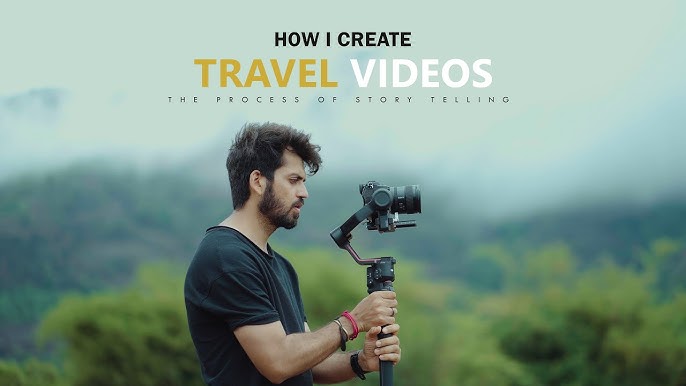 HOW I CREATE
TRAVEL VIDEOS
THE PROCESS OF STORY TELLING